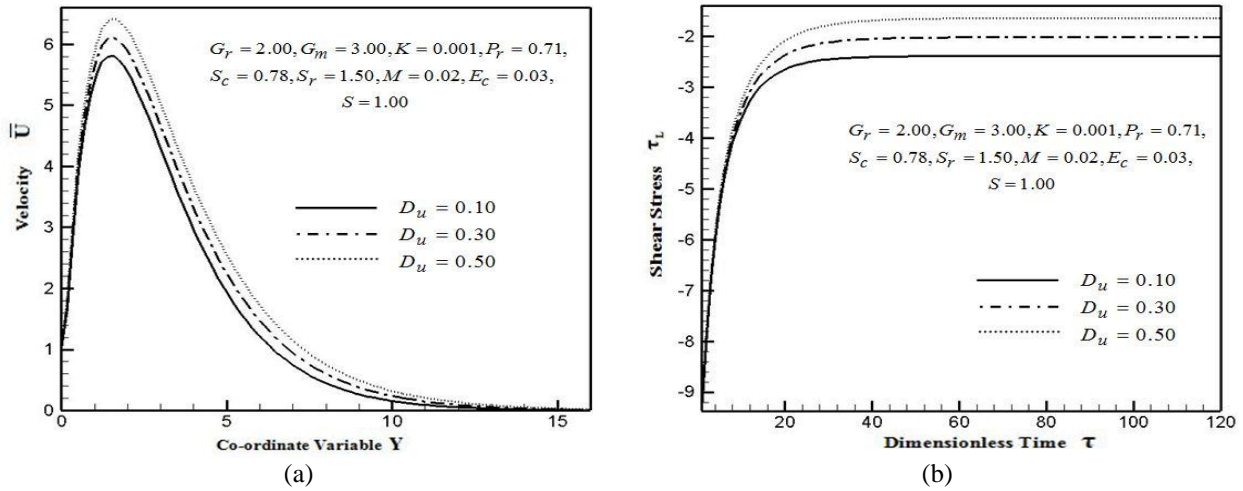 6
5
4
3
2
1
0
Velocity U̿
G_r = 2.00, G_m = 3.00, K = 0.001, P_r = 0.71,
S_c = 0.78, S_r = 1.50, M = 0.02, E_c = 0.03,
S = 1.00
D_u = 0.10
D_u = 0.30
D_u = 0.50
0 5 10 15
Co-ordinate Variable Y
(a)
-2
-3
-4
-5
-6
-7
-8
-9
Shear Stress τ_L
G_r = 2.00, G_m = 3.00, K = 0.001, P_r = 0.71,
S_c = 0.78, S_r = 1.50, M = 0.02, E_c = 0.03,
S = 1.00
D_u = 0.10
D_u = 0.30
D_u = 0.50
20 40 60 80 100 120
Dimensionless Time τ
(b)